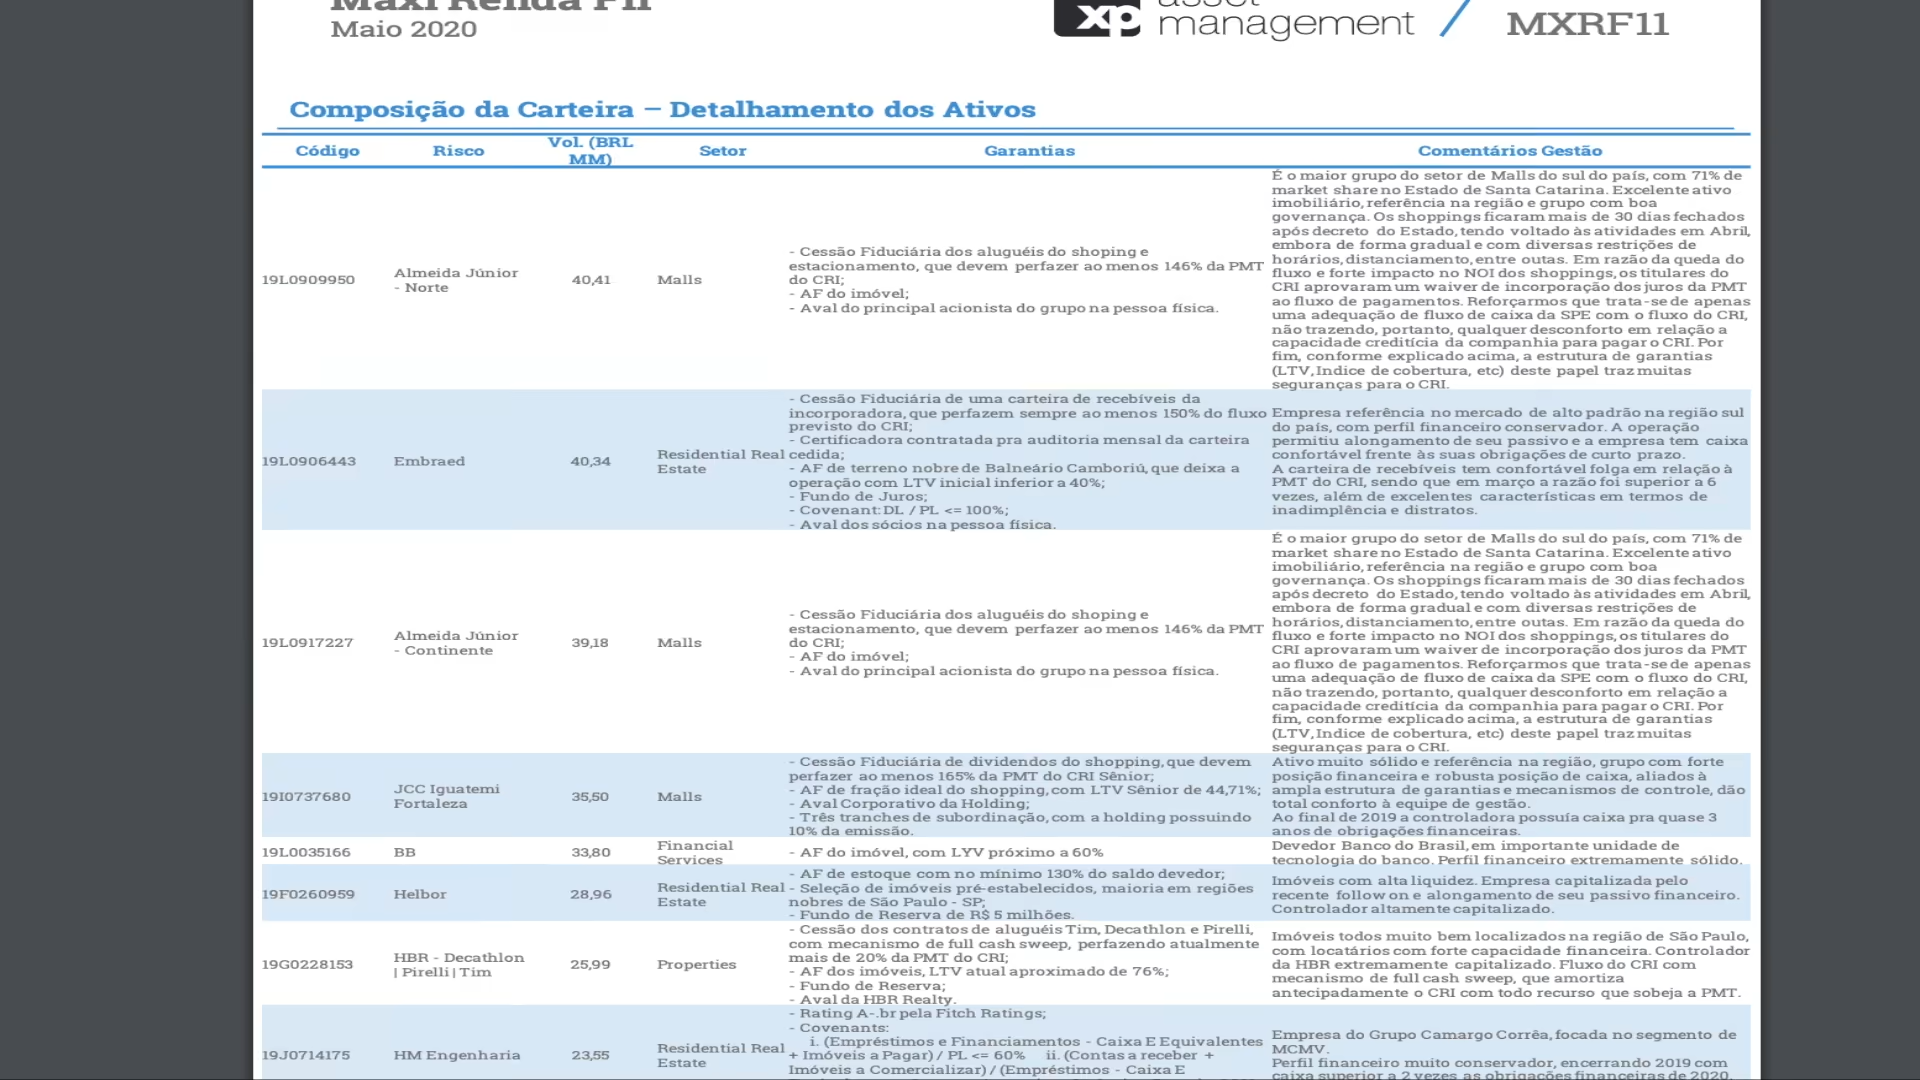 Maxi Renda FII
Maio 2020
xp asset
management
MXRF11
Composição da Carteira – Detalhamento dos Ativos
Código Risco Vol. (BRL MM) Setor Garantias Comentários Gestão
19L0909950
Almeida Júnior
- Norte
40,41
Malls
- Cessão Fiduciária dos aluguéis do shoping e
estacionamento, que devem perfazer ao menos 146% da PMT
do CRI;
- AF do imóvel;
- Aval do principal acionista do grupo na pessoa física.
É o maior grupo do setor de Malls do sul do país, com 71% de
market share no Estado de Santa Catarina. Excelente ativo
imobiliário, referência na região e grupo com boa
governança. Os shoppings ficaram mais de 30 dias fechados
após decreto do Estado, tendo voltado às atividades em Abril,
embora de forma gradual e com diversas restrições de
horários, distanciamento, entre outas. Em razão da queda do
fluxo e forte impacto no NOI dos shoppings, os titulares do
CRI aprovaram um waiver de incorporação dos juros da PMT
ao fluxo de pagamentos. Reforçarmos que trata-se de apenas
uma adequação de fluxo de caixa da SPE com o fluxo do CRI,
não trazendo, portanto, qualquer desconforto em relação a
capacidade creditícia da companhia para pagar o CRI. Por
fim, conforme explicado acima, a estrutura de garantias
(LTV, Indice de cobertura, etc) deste papel traz muitas
seguranças para o CRI.
19L0906443
Embraed
40,34
Residential Real
Estate
- Cessão Fiduciária de uma carteira de recebíveis da
incorporadora, que perfazem sempre ao menos 150% do fluxo
previsto do CRI;
- Certificadora contratada pra auditoria mensal da carteira
cedida;
- AF de terreno nobre de Balneário Camboriú, que deixa a
operação com LTV inicial inferior a 40%;
- Fundo de Juros;
- Covenant: DL / PL <= 100%;
- Aval dos sócios na pessoa física.
Empresa referência no mercado de alto padrão na região sul
do país, com perfil financeiro conservador. A operação
permitiu alongamento de seu passivo e a empresa tem caixa
confortável frente às suas obrigações de curto prazo.
A carteira de recebíveis tem confortável folga em relação à
PMT do CRI, sendo que em março a razão foi superior a 6
vezes, além de excelentes características em termos de
inadimplência e distratos.
19L0917227
Almeida Júnior
- Continente
39,18
Malls
- Cessão Fiduciária dos aluguéis do shoping e
estacionamento, que devem perfazer ao menos 146% da PMT
do CRI;
- AF do imóvel;
- Aval do principal acionista do grupo na pessoa física.
É o maior grupo do setor de Malls do sul do país, com 71% de
market share no Estado de Santa Catarina. Excelente ativo
imobiliário, referência na região e grupo com boa
governança. Os shoppings ficaram mais de 30 dias fechados
após decreto do Estado, tendo voltado às atividades em Abril,
embora de forma gradual e com diversas restrições de
horários, distanciamento, entre outas. Em razão da queda do
fluxo e forte impacto no NOI dos shoppings, os titulares do
CRI aprovaram um waiver de incorporação dos juros da PMT
ao fluxo de pagamentos. Reforçarmos que trata-se de apenas
uma adequação de fluxo de caixa da SPE com o fluxo do CRI,
não trazendo, portanto, qualquer desconforto em relação a
capacidade creditícia da companhia para pagar o CRI. Por
fim, conforme explicado acima, a estrutura de garantias
(LTV, Indice de cobertura, etc) deste papel traz muitas
seguranças para o CRI.
19I0737680
JCC Iguatemi
Fortaleza
35,50
Malls
- Cessão Fiduciária de dividendos do shopping, que devem
perfazer ao menos 165% da PMT do CRI Sênior;
- AF de fração ideal do shopping, com LTV Sênior de 44,71%;
- Aval Corporativo da Holding;
- Três tranches de subordinação, com a holding possuindo
10% da emissão.
Ativo muito sólido e referência na região, grupo com forte
posição financeira e robusta posição de caixa, aliados à
ampla estrutura de garantias e mecanismos de controle, dão
total conforto à equipe de gestão.
Ao final de 2019 a controladora possuía caixa pra quase 3
anos de obrigações financeiras.
19L0035166
BB
33,80
Financial
Services
- AF do imóvel, com LYV próximo a 60%
Devedor Banco do Brasil, em importante unidade de
tecnologia do banco. Perfil financeiro extremamente sólido.
19F0260959
Helbor
28,96
Residential Real
Estate
- AF de estoque com no mínimo 130% do saldo devedor;
- Seleção de imóveis pré-estabelecidos, maioria em regiões
nobres de São Paulo - SP;
- Fundo de Reserva de R$ 5 milhões.
Imóveis com alta liquidez. Empresa capitalizada pelo
recente follow on e alongamento de seu passivo financeiro.
Controlador altamente capitalizado.
19G0228153
HBR - Decathlon
| Pirelli | Tim
25,99
Properties
- Cessão dos contratos de aluguéis Tim, Decathlon e Pirelli,
com mecanismo de full cash sweep, perfazendo atualmente
mais de 20% da PMT do CRI;
- AF dos imóveis, LTV atual aproximado de 76%;
- Fundo de Reserva;
- Aval da HBR Realty.
Imóveis todos muito bem localizados na região de São Paulo,
com locatários com forte capacidade financeira. Controlador
da HBR extremamente capitalizado. Fluxo do CRI com
mecanismo de full cash sweep, que amortiza
antecipadamente o CRI com todo recurso que sobeja a PMT.
19J0714175
HM Engenharia
23,55
Residential Real
Estate
- Rating A-.br pela Fitch Ratings;
- Covenants:
i. (Empréstimos e Financiamentos - Caixa E Equivalentes
+ Imóveis a Pagar) / PL <= 60% ii. (Contas a receber +
Imóveis a Comercializar) / (Empréstimos - Caixa E
Empresa do Grupo Camargo Corrêa, focada no segmento de
MCMV.
Perfil financeiro muito conservador, encerrando 2019 com
caixa superior a 2 vezes as obrigações financeiras de 2020.